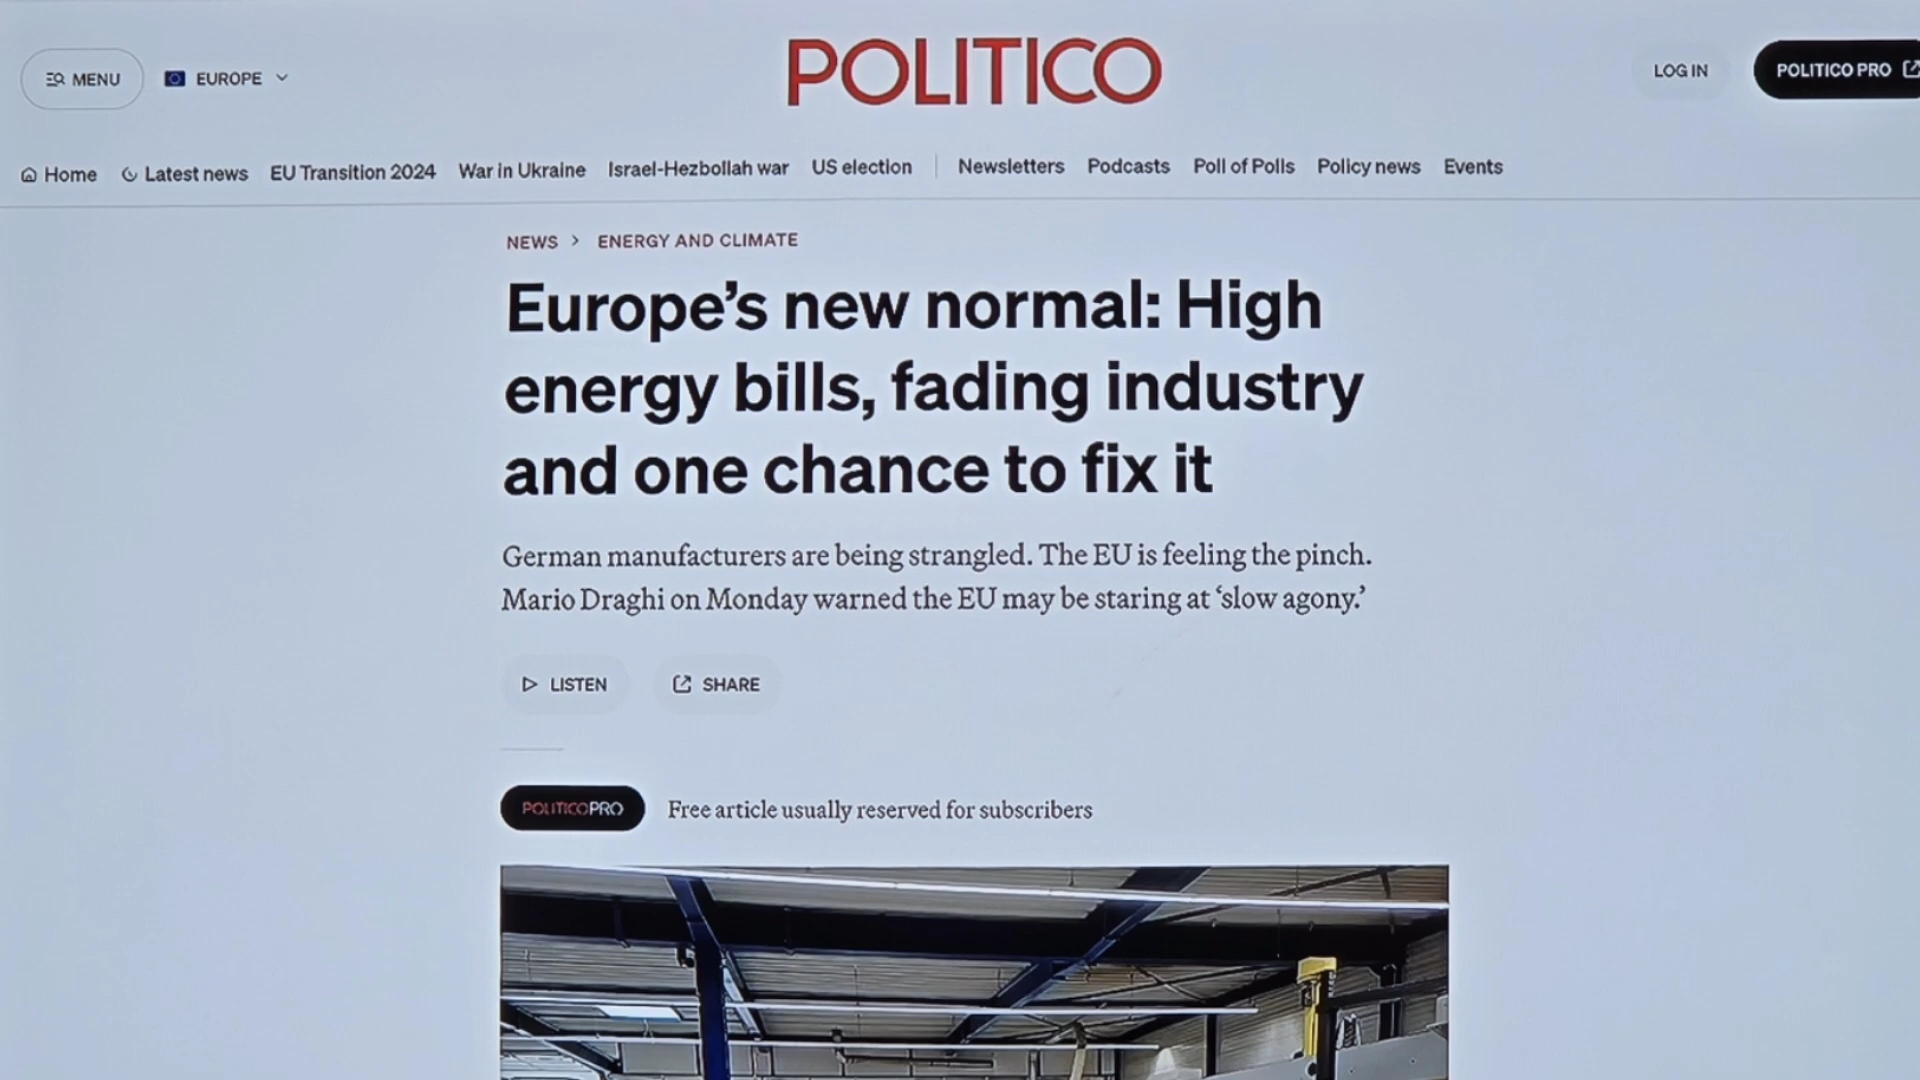 POLITICO
MENU
EUROPE
LOG IN
POLITICO PRO
Home Latest news EU Transition 2024 War in Ukraine Israel-Hezbollah war US election Newsletters Podcasts Poll of Polls Policy news Events
NEWS > ENERGY AND CLIMATE
Europe’s new normal: High
energy bills, fading industry
and one chance to fix it
German manufacturers are being strangled. The EU is feeling the pinch.
Mario Draghi on Monday warned the EU may be staring at ‘slow agony.’
LISTEN SHARE
POLITICOPRO Free article usually reserved for subscribers